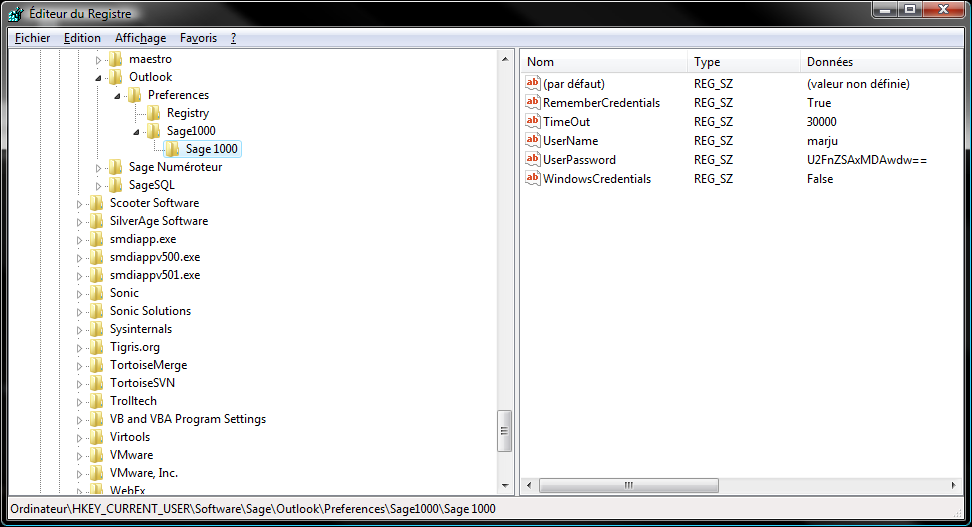 Éditeur du Registre
Fichier Edition Affichage Favoris ?
maestro
Outlook
Preferences
Registry
Sage1000
Sage 1000
Sage Numéroteur
SageSQL
Scooter Software
SilverAge Software
smdiapp.exe
smdiappv500.exe
smdiappv501.exe
Sonic
Sonic Solutions
Sysinternals
Tigris.org
TortoiseMerge
TortoiseSVN
Trolltech
VB and VBA Program Settings
Virtools
VMware
VMware, Inc.
WebEx
Nom Type Données
(par défaut) REG_SZ (valeur non définie)
RememberCredentials REG_SZ True
TimeOut REG_SZ 30000
UserName REG_SZ marju
UserPassword REG_SZ U2FnZSAxMDAwdw==
WindowsCredentials REG_SZ False
Ordinateur\HKEY_CURRENT_USER\Software\Sage\Outlook\Preferences\Sage1000\Sage 1000